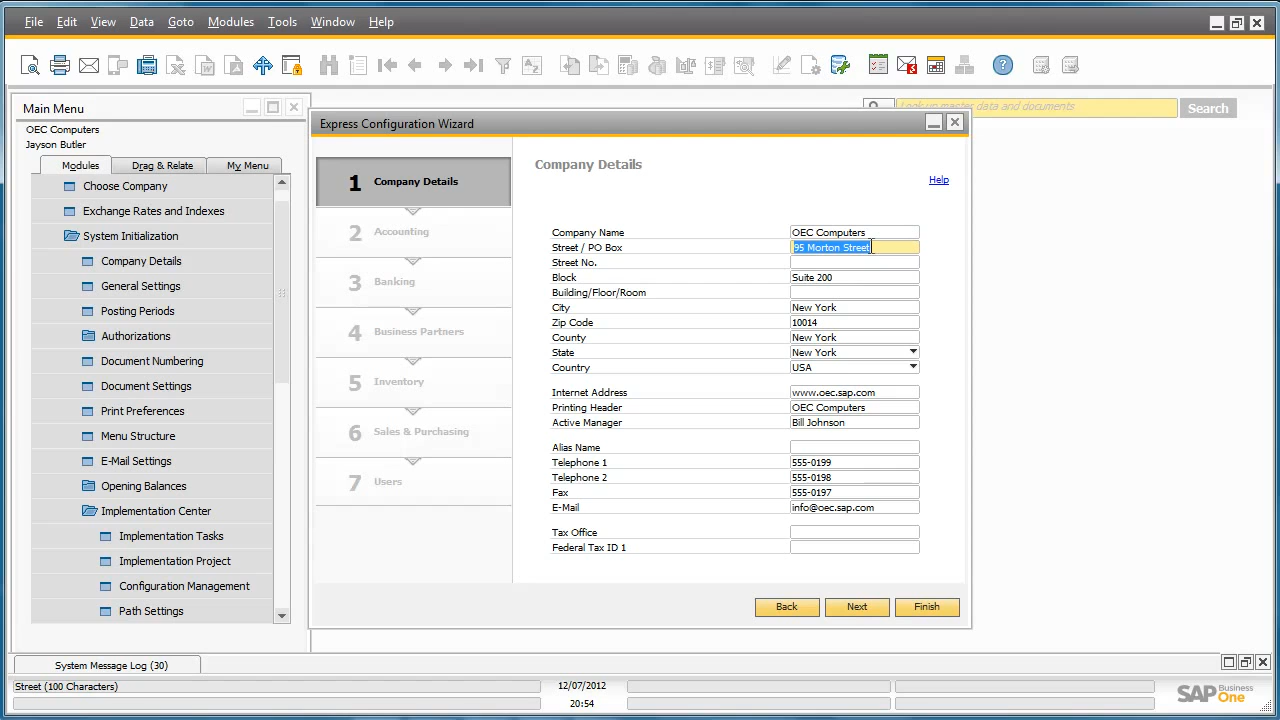 File Edit View Data Goto Modules Tools Window Help
Main Menu
OEC Computers
Jayson Butler
Modules Drag & Relate My Menu
Choose Company
Exchange Rates and Indexes
System Initialization
Company Details
General Settings
Posting Periods
Authorizations
Document Numbering
Document Settings
Print Preferences
Menu Structure
E-Mail Settings
Opening Balances
Implementation Center
Implementation Tasks
Implementation Project
Configuration Management
Path Settings
Look up master data and documents
Search
Express Configuration Wizard
1 Company Details
2 Accounting
3 Banking
4 Business Partners
5 Inventory
6 Sales & Purchasing
7 Users
Company Details
Help
Company Name OEC Computers
Street / PO Box 95 Morton Street
Street No.
Block Suite 200
Building/Floor/Room
City New York
Zip Code 10014
County New York
State New York
Country USA
Internet Address www.oec.sap.com
Printing Header OEC Computers
Active Manager Bill Johnson
Alias Name
Telephone 1 555-0199
Telephone 2 555-0198
Fax 555-0197
E-Mail info@oec.sap.com
Tax Office
Federal Tax ID 1
Back Next Finish
System Message Log (30)
Street (100 Characters)
12/07/2012
20:54
SAP Business One